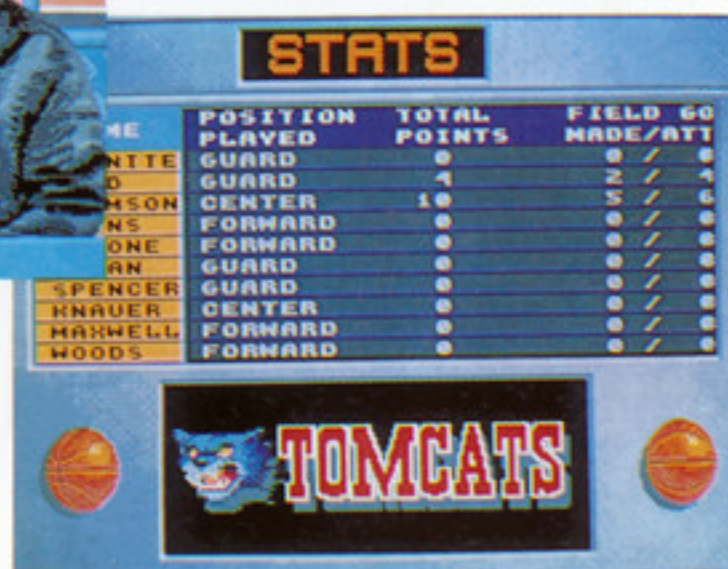 STATS
POSITION TOTAL FIELD GO
ME PLAYED POINTS MADE/ATT
NITE GUARD 0 0 / 0
D GUARD 4 2 / 4
MSON CENTER 10 5 / 6
NS FORWARD 0 0 / 0
ONE FORWARD 0 0 / 0
AN GUARD 0 0 / 0
SPENCER GUARD 0 0 / 0
KNAUER CENTER 0 0 / 0
MAXWELL FORWARD 0 0 / 0
WOODS FORWARD 0 0 / 0
TOMCATS